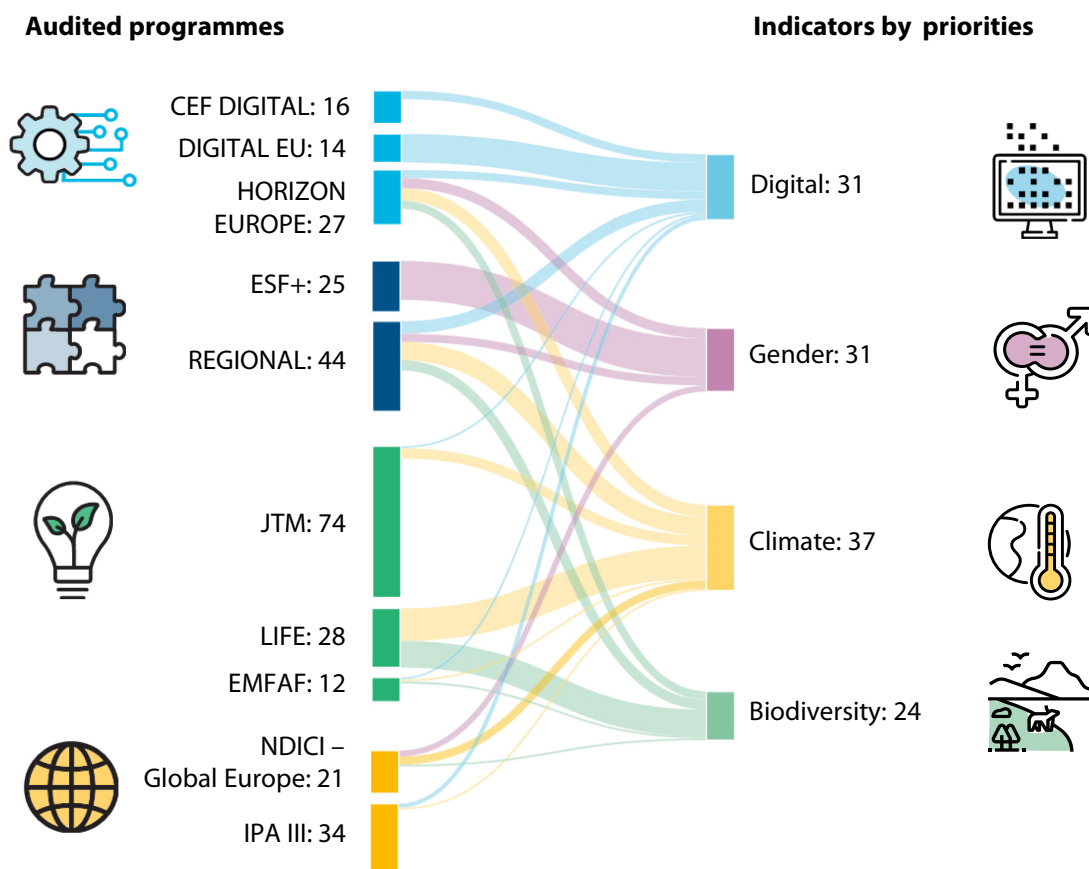 Audited programmes
Indicators by priorities
CEF DIGITAL: 16
DIGITAL EU: 14
HORIZON
EUROPE: 27
ESF+: 25
REGIONAL: 44
JTM: 74
LIFE: 28
EMFAF: 12
NDICI –
Global Europe: 21
IPA III: 34
Digital: 31
Gender: 31
Climate: 37
Biodiversity: 24